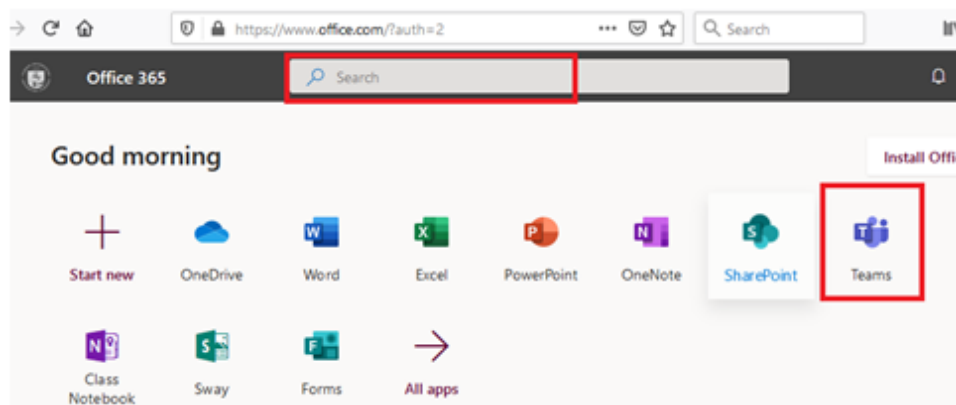 https://www.office.com/?auth=2
Search
Office 365
Search
Good morning
Install Offi
Start new
OneDrive
Word
Excel
PowerPoint
OneNote
SharePoint
Teams
Class
Notebook
Sway
Forms
All apps